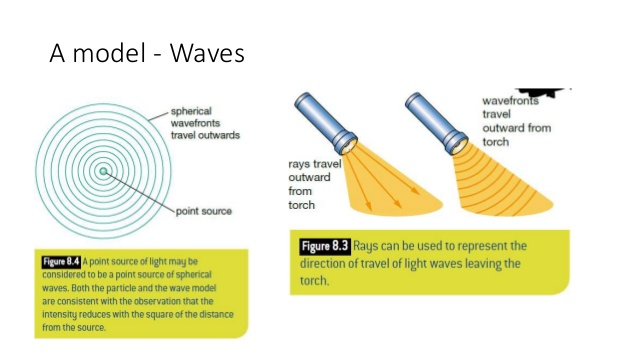 A model - Waves
spherical
wavefronts
travel outwards
point source
Figure 8.4 A point source of light may be
considered to be a point source of spherical
waves. Both the particle and the wave model
are consistent with the observation that the
intensity reduces with the square of the distance
from the source.
rays travel
outward
from
torch
wavefronts
travel
outward from
torch
Figure 8.3 Rays can be used to represent the
direction of travel of light waves leaving the
torch.